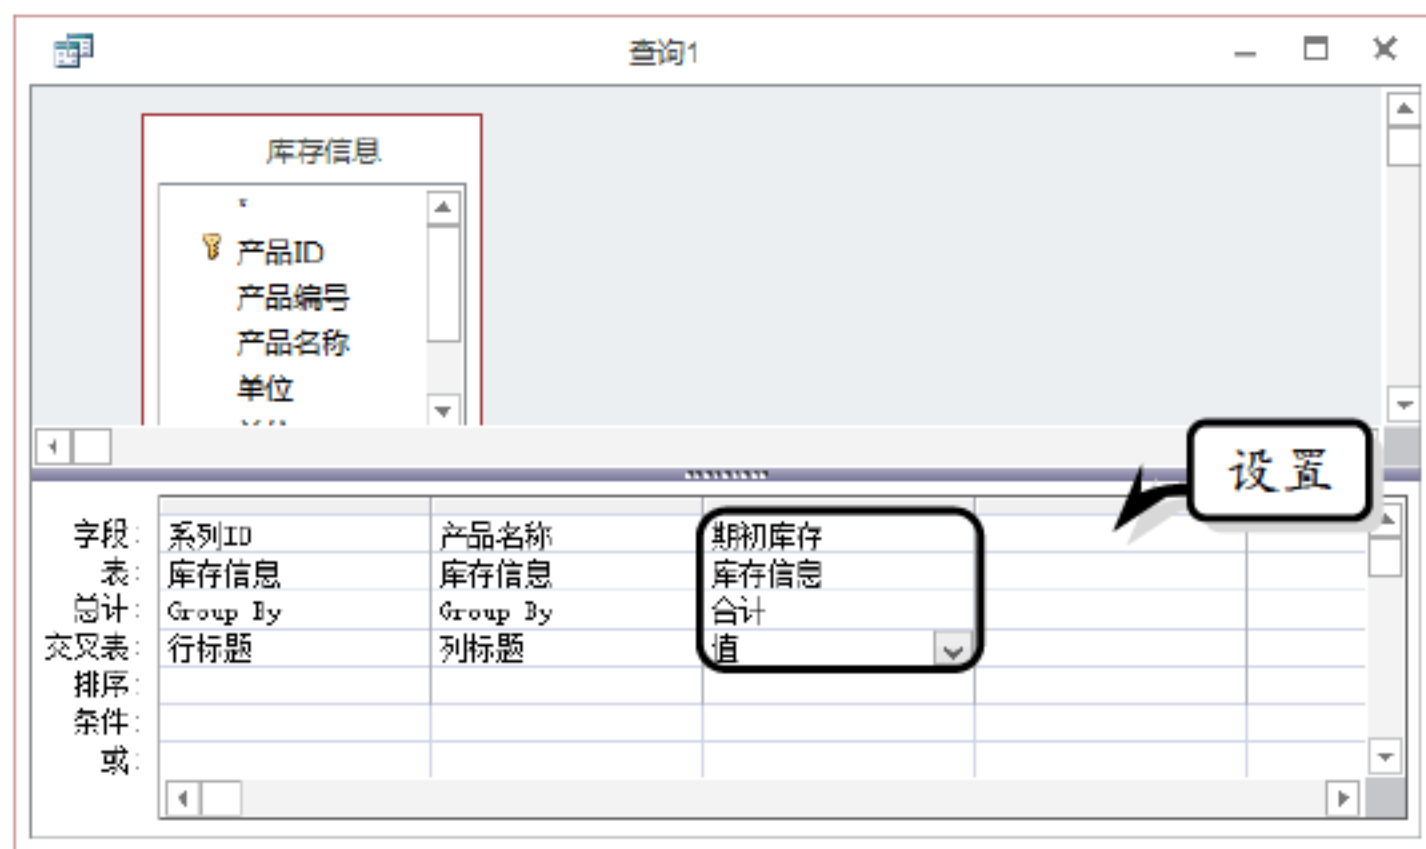 查询1
库存信息
*
产品ID
产品编号
产品名称
单位
设置
字段: 系列ID 产品名称 期初库存
表: 库存信息 库存信息 库存信息
总计: Group By Group By 合计
交叉表: 行标题 列标题 值
排序:
条件:
或: